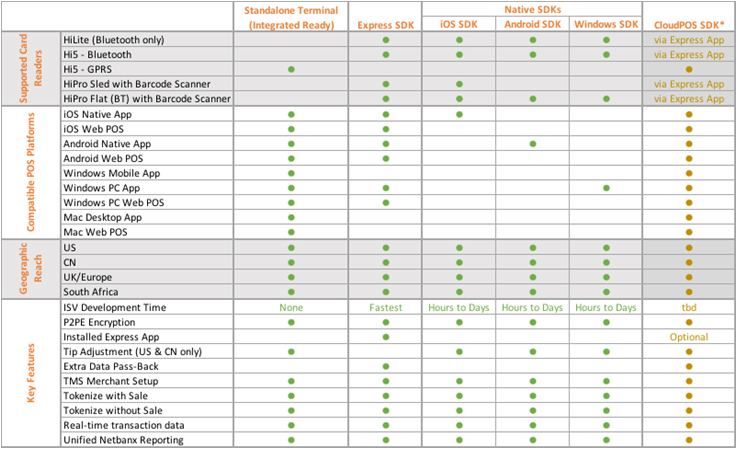 Native SDKs
Standalone Terminal
(Integrated Ready) Express SDK iOS SDK Android SDK Windows SDK CloudPOS SDK*
Supported Card
Readers
HiLite (Bluetooth only) ● ● ● ● via Express App
Hi5 - Bluetooth ● ● ● ● via Express App
Hi5 - GPRS ● ●
HiPro Sled with Barcode Scanner ● ● via Express App
HiPro Flat (BT) with Barcode Scanner ● ● ● ● via Express App
Compatible POS Platforms
iOS Native App ● ● ● ●
iOS Web POS ● ● ●
Android Native App ● ● ● ●
Android Web POS ● ● ●
Windows Mobile App ● ●
Windows PC App ● ● ● ●
Windows PC Web POS ● ● ●
Mac Desktop App ● ●
Mac Web POS ● ●
Geographic
Reach
US ● ● ● ● ● ●
CN ● ● ● ● ● ●
UK/Europe ● ● ● ● ● ●
South Africa ● ● ● ● ● ●
Key Features
ISV Development Time None Fastest Hours to Days Hours to Days Hours to Days tbd
P2PE Encryption ● ● ● ● ● ●
Installed Express App ● Optional
Tip Adjustment (US & CN only) ● ● ● ● ●
Extra Data Pass-Back ● ●
TMS Merchant Setup ● ● ● ● ● ●
Tokenize with Sale ● ● ● ● ● ●
Tokenize without Sale ● ● ● ● ● ●
Real-time transaction data ● ● ● ● ● ●
Unified Netbanx Reporting ● ● ● ● ● ●